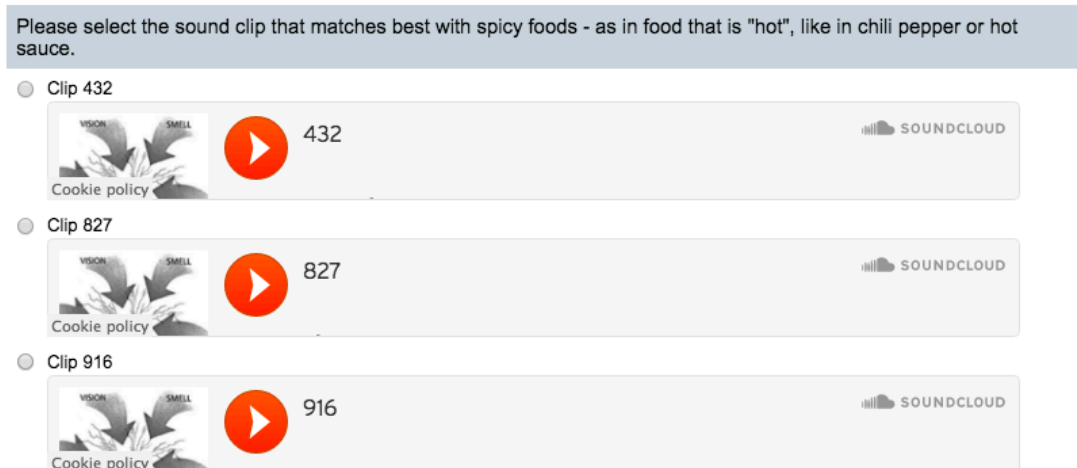 Please select the sound clip that matches best with spicy foods - as in food that is "hot", like in chili pepper or hot
sauce.
Clip 432
VISION SMELL
432
SOUNDCLOUD
Cookie policy
Clip 827
VISION SMELL
827
SOUNDCLOUD
Cookie policy
Clip 916
VISION SMELL
916
SOUNDCLOUD
Cookie policy